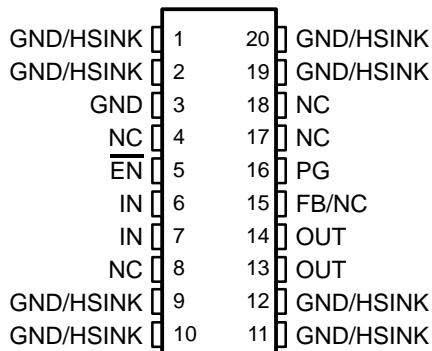 GND/HSINK 1 20 GND/HSINK
GND/HSINK 2 19 GND/HSINK
GND 3 18 NC
NC 4 17 NC
EN 5 16 PG
IN 6 15 FB/NC
IN 7 14 OUT
NC 8 13 OUT
GND/HSINK 9 12 GND/HSINK
GND/HSINK 10 11 GND/HSINK